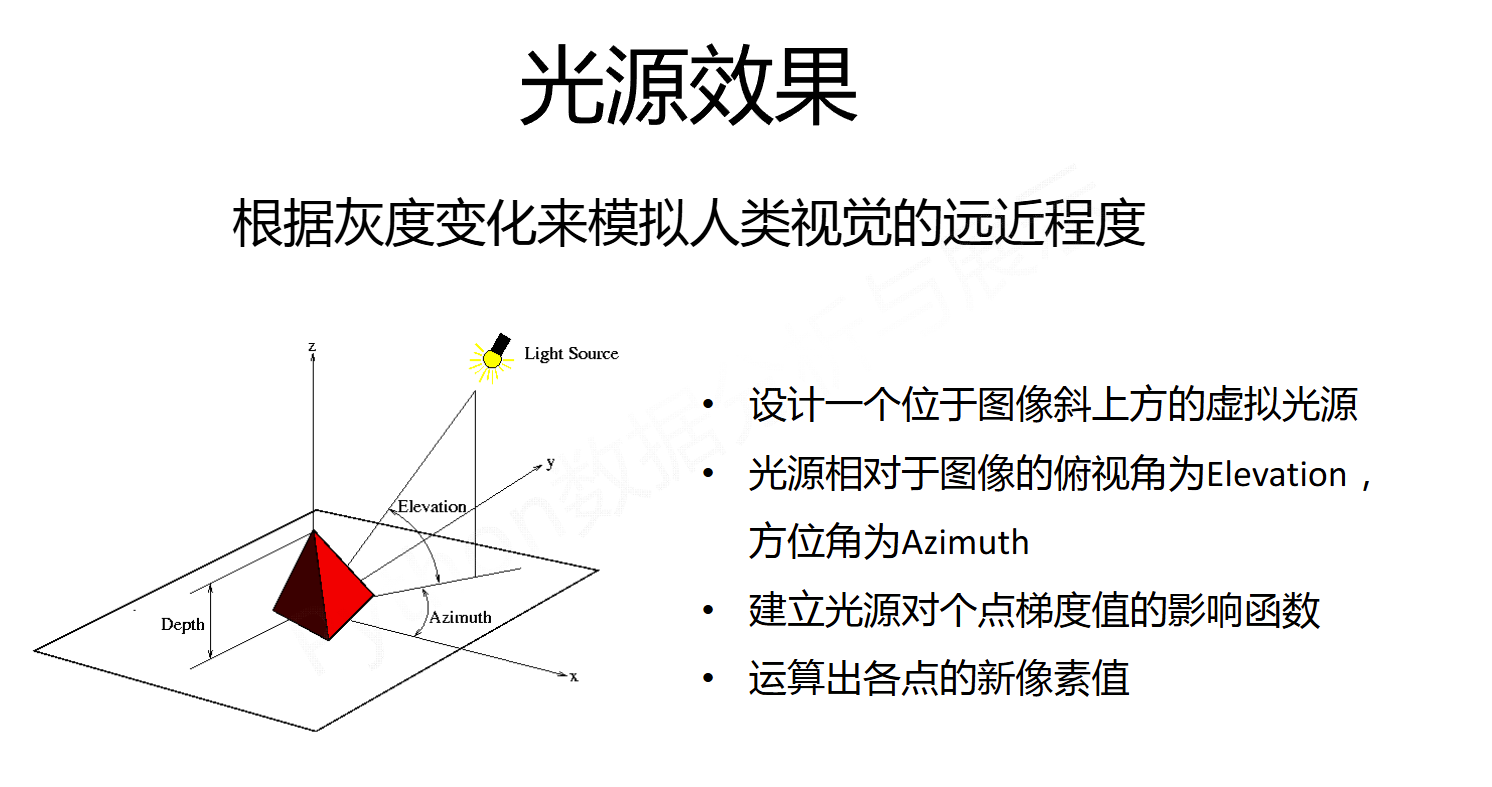 光源效果
根据灰度变化来模拟人类视觉的远近程度
z
Light Source
y
Elevation
Depth
Azimuth
x
• 设计一个位于图像斜上方的虚拟光源
• 光源相对于图像的俯视角为Elevation，
方位角为Azimuth
• 建立光源对个点梯度值的影响函数
• 运算出各点的新像素值